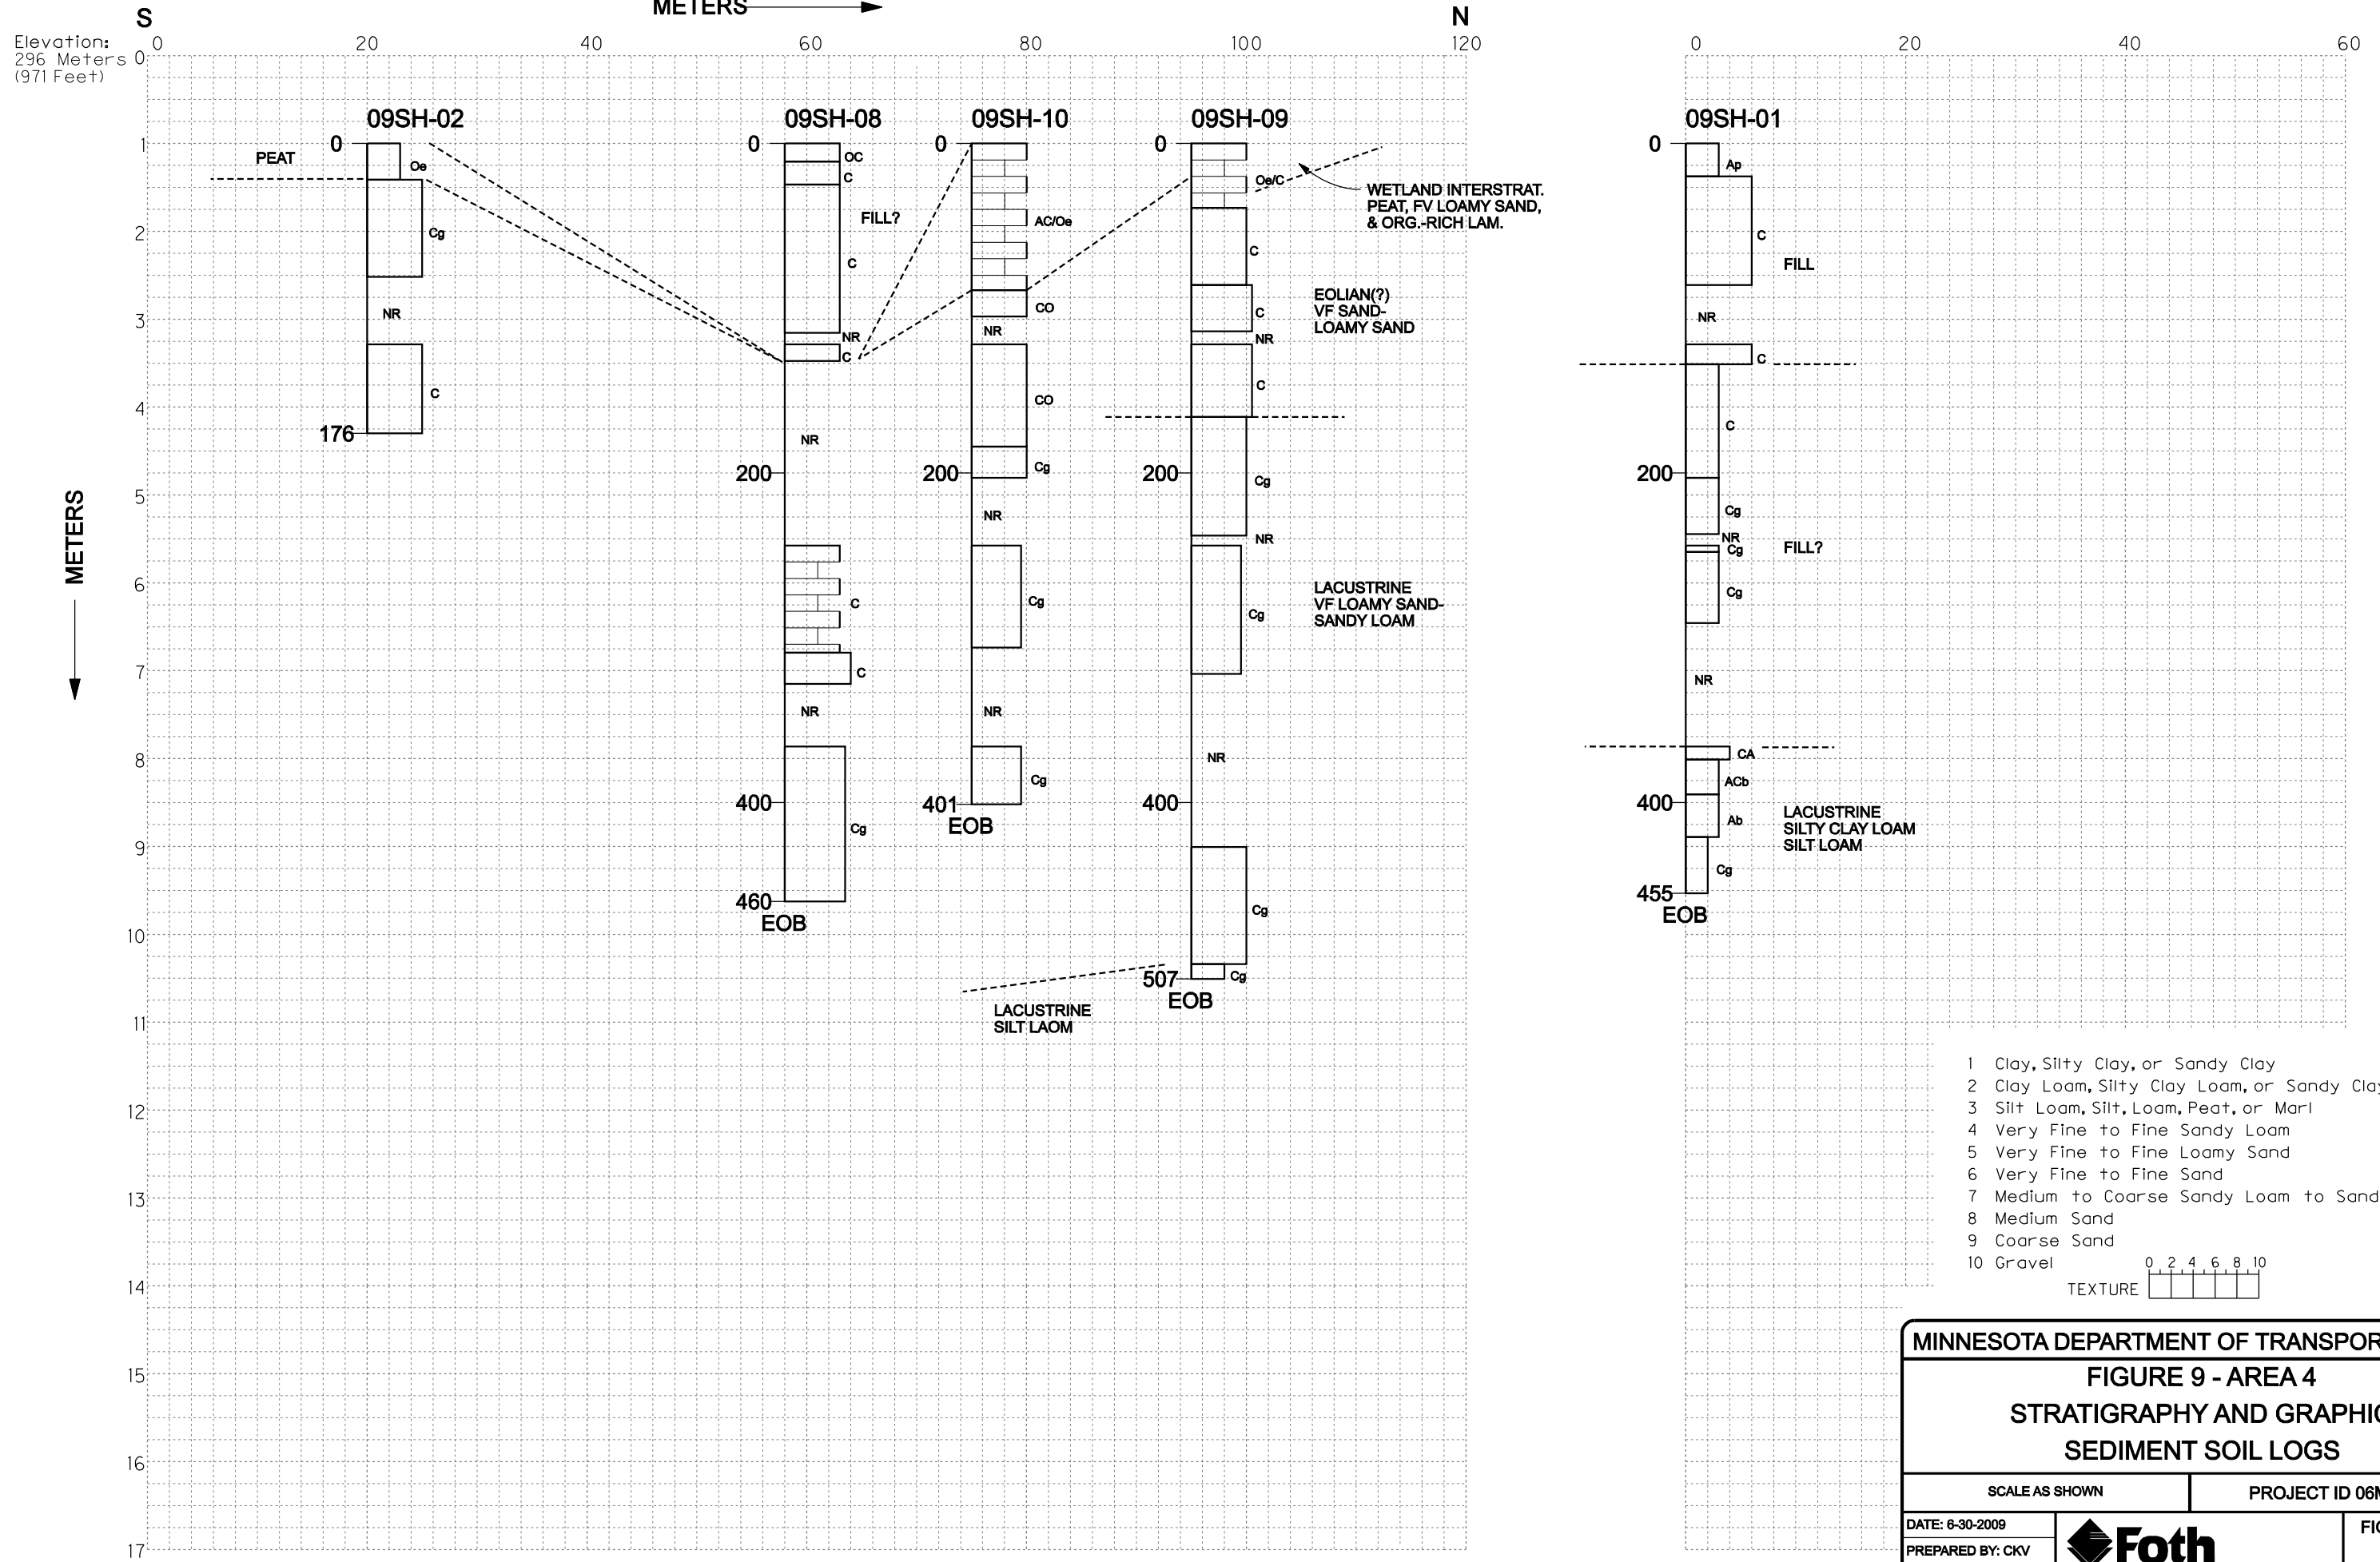 METERS
S
N
Elevation:
296 Meters
(971 Feet)
0 20 40 60 80 100 120
0 20 40 60
0
1
2
3
4
5
6
7
8
9
10
11
12
13
14
15
16
17
METERS
09SH-02
0
PEAT
Oe
Cg
NR
C
176
09SH-08
0
OC
C
FILL?
C
NR
C
NR
200
C
C
NR
400
Cg
460
EOB
09SH-10
0
AC/Oe
CO
NR
CO
200
Cg
NR
Cg
NR
Cg
401
EOB
09SH-09
0
Oe/C
C
C
NR
C
200
Cg
NR
Cg
NR
400
Cg
507
Cg
EOB
WETLAND INTERSTRAT.
PEAT, FV LOAMY SAND,
& ORG.-RICH LAM.
EOLIAN(?)
VF SAND-
LOAMY SAND
LACUSTRINE
VF LOAMY SAND-
SANDY LOAM
LACUSTRINE
SILT LAOM
09SH-01
0
Ap
C
FILL
NR
C
C
200
Cg
NR
Cg
FILL?
Cg
NR
CA
ACb
400
Ab
LACUSTRINE
SILTY CLAY LOAM
SILT LOAM
Cg
455
EOB
1 Clay, Silty Clay, or Sandy Clay
2 Clay Loam, Silty Clay Loam, or Sandy Clay
3 Silt Loam, Silt, Loam, Peat, or Marl
4 Very Fine to Fine Sandy Loam
5 Very Fine to Fine Loamy Sand
6 Very Fine to Fine Sand
7 Medium to Coarse Sandy Loam to Sand
8 Medium Sand
9 Coarse Sand
10 Gravel
0 2 4 6 8 10
TEXTURE
MINNESOTA DEPARTMENT OF TRANSPOR
FIGURE 9 - AREA 4
STRATIGRAPHY AND GRAPHIC
SEDIMENT SOIL LOGS
SCALE AS SHOWN
PROJECT ID 06M
DATE: 6-30-2009
PREPARED BY: CKV
Foth